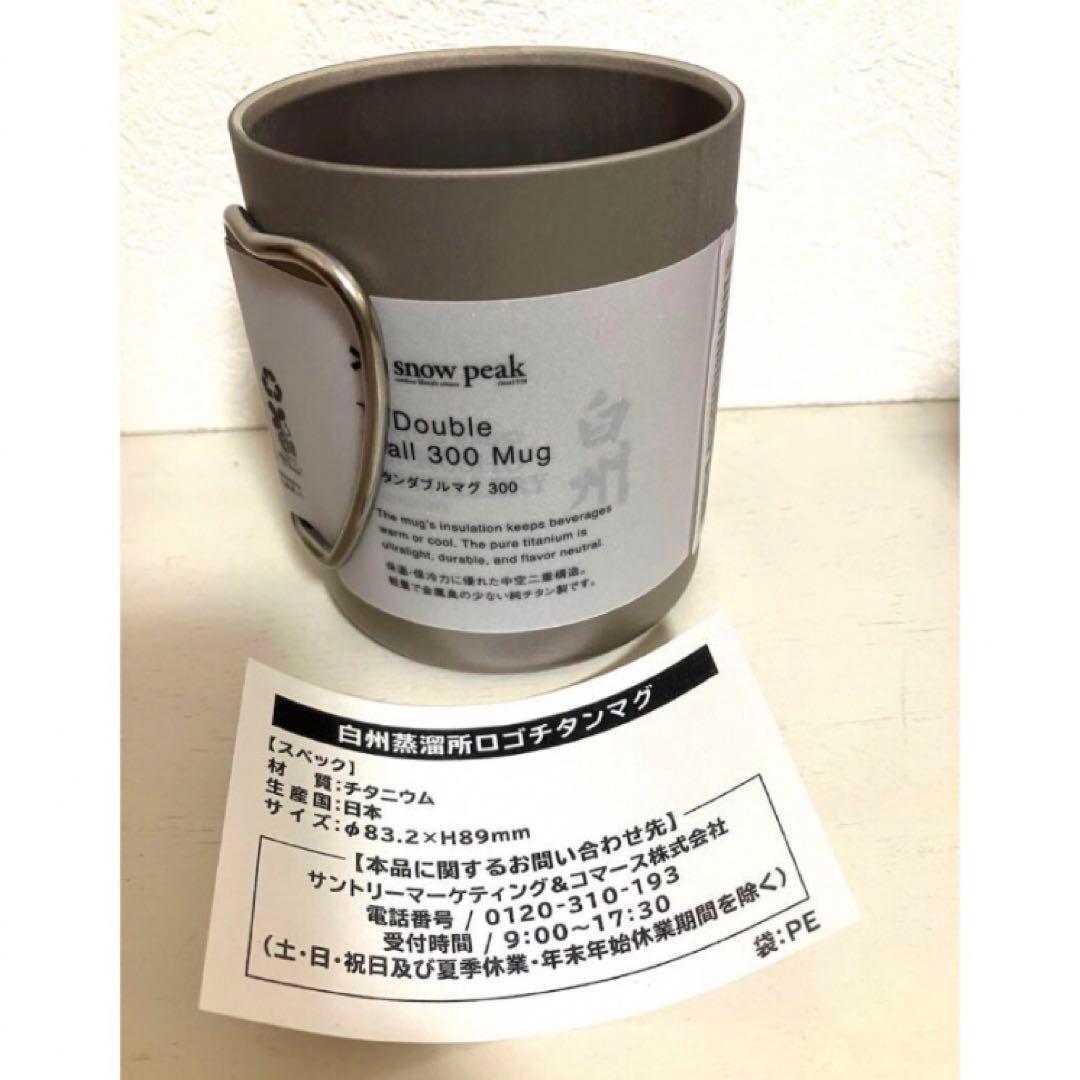 snow peak
Double
all 300 Mug
タンダブルマグ 300
白州
The mug's insulation keeps beverages
warm or cool. The pure titanium is
ultralight, durable, and flavor neutral.
保温・保冷力に優れた中空二重構造。
軽量で金属臭の少ない純チタン製です。
白州蒸溜所ロゴチタンマグ
【スペック】
材 質:チタニウム
生産国:日本
サイズ:φ83.2×H89mm
【本品に関するお問い合わせ先】
サントリーマーケティング&コマース株式会社
電話番号 / 0120-310-193
受付時間 / 9:00～17:30
(土・日・祝日及び夏季休業・年末年始休業期間を除く)
袋:PE